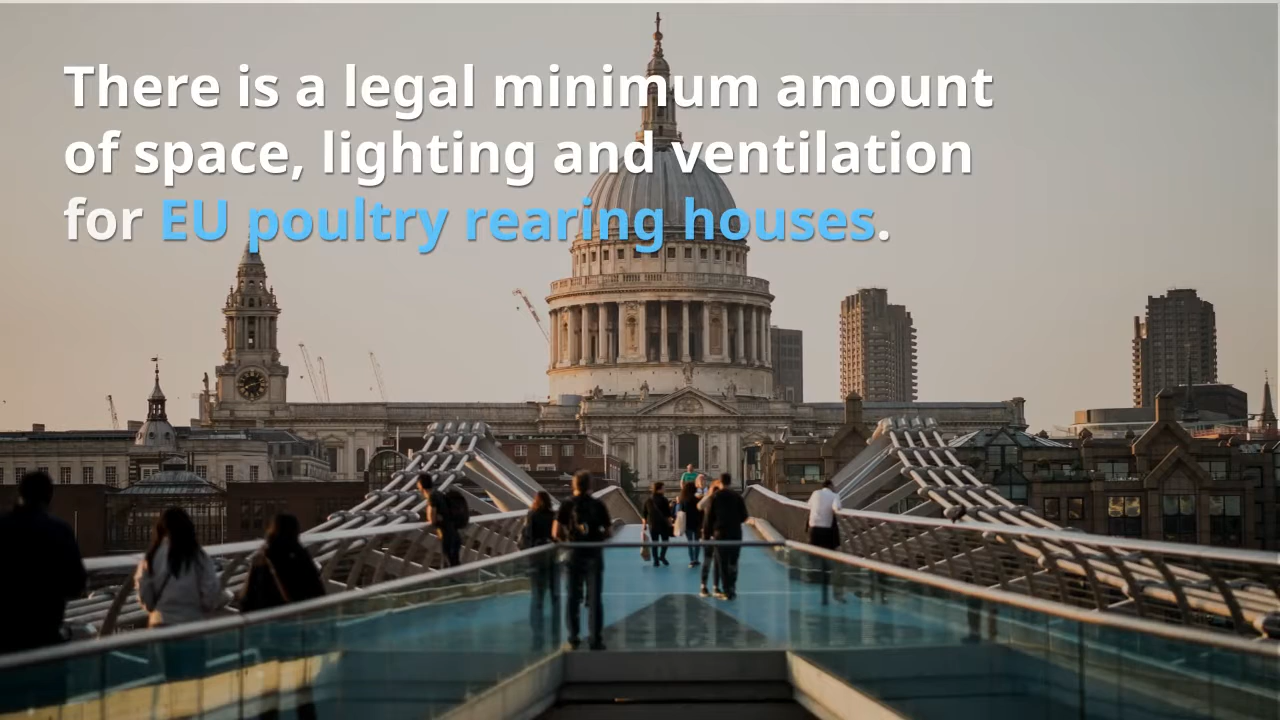 There is a legal minimum amount
of space, lighting and ventilation
for EU poultry rearing houses.